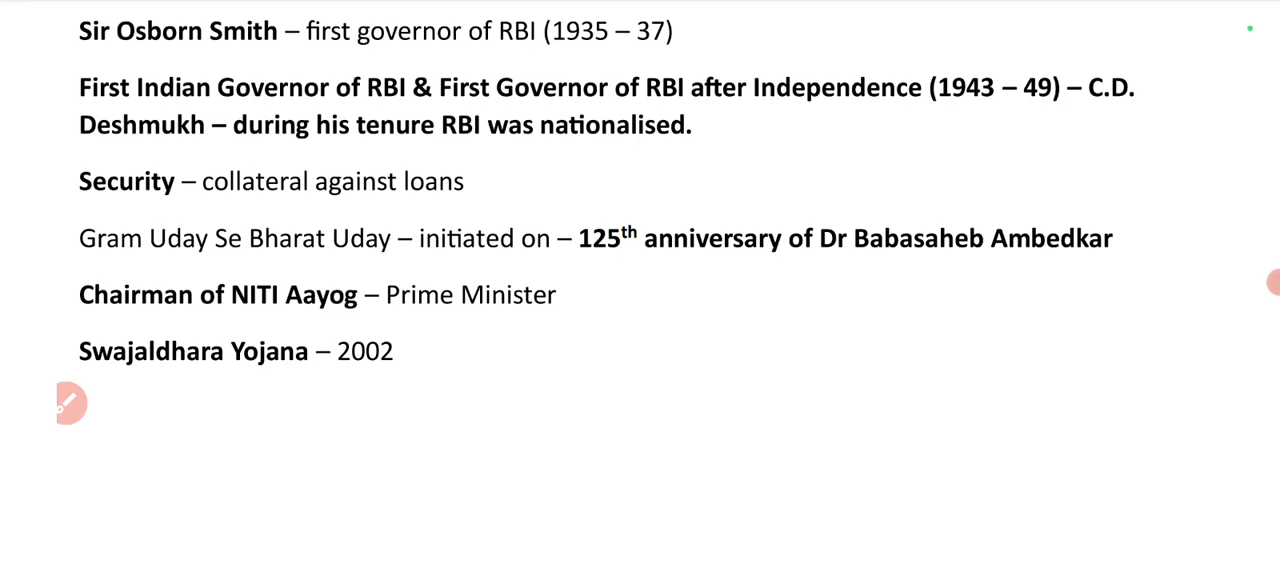 Sir Osborn Smith – first governor of RBI (1935 – 37)
First Indian Governor of RBI & First Governor of RBI after Independence (1943 – 49) – C.D.
Deshmukh – during his tenure RBI was nationalised.
Security – collateral against loans
Gram Uday Se Bharat Uday – initiated on – 125th anniversary of Dr Babasaheb Ambedkar
Chairman of NITI Aayog – Prime Minister
Swajaldhara Yojana – 2002